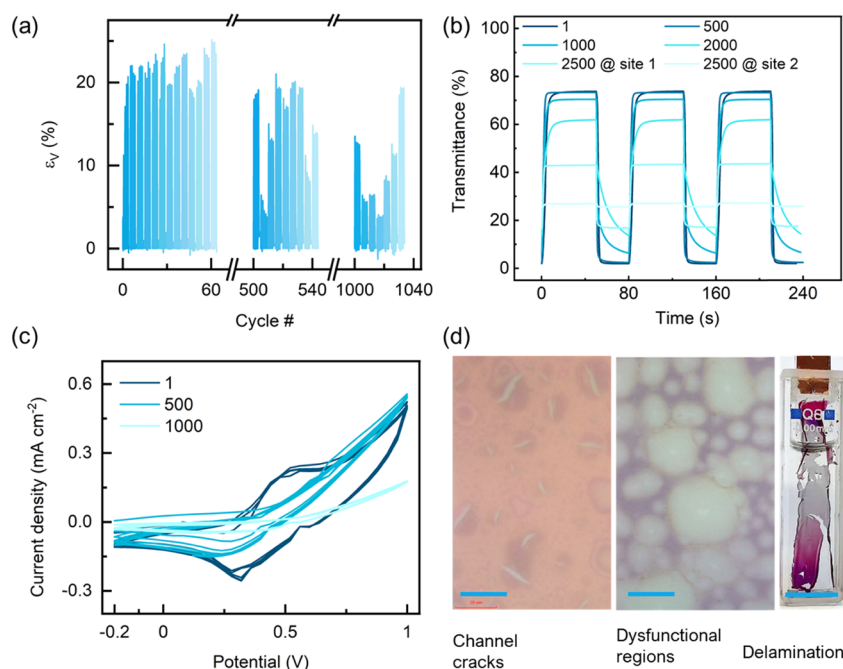 (a)
20
10
0
εV (%)
0
60
500
540
1000
1040
Cycle #
(b)
1
500
1000
2000
2500 @ site 1
2500 @ site 2
100
80
60
40
20
0
Transmittance (%)
0
80
160
240
Time (s)
(c)
1
500
1000
0.6
0.3
0.0
-0.3
Current density (mA cm⁻²)
-0.2
0
0.5
1
Potential (V)
(d)
Channel
cracks
Dysfunctional
regions
Delamination